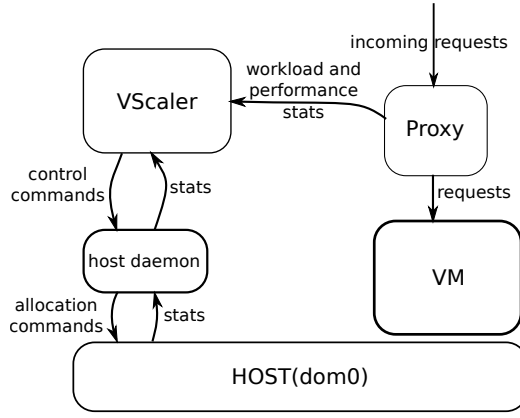 incoming requests
workload and
performance
stats
VScaler
Proxy
control
commands
stats
requests
host daemon
VM
allocation
commands
stats
HOST(dom0)